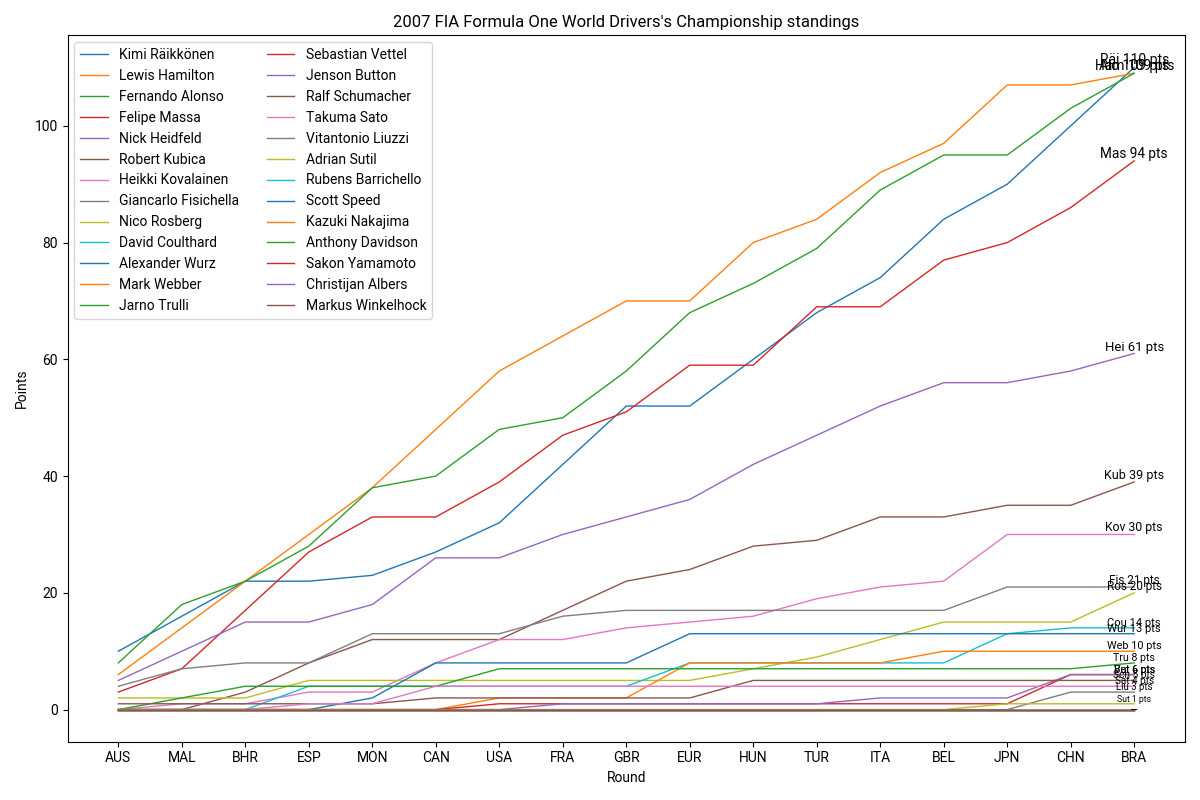 2007 FIA Formula One World Drivers's Championship standings
Kimi Räikkönen
Lewis Hamilton
Fernando Alonso
Felipe Massa
Nick Heidfeld
Robert Kubica
Heikki Kovalainen
Giancarlo Fisichella
Nico Rosberg
David Coulthard
Alexander Wurz
Mark Webber
Jarno Trulli
Sebastian Vettel
Jenson Button
Ralf Schumacher
Takuma Sato
Vitantonio Liuzzi
Adrian Sutil
Rubens Barrichello
Scott Speed
Kazuki Nakajima
Anthony Davidson
Sakon Yamamoto
Christijan Albers
Markus Winkelhock
Points
100
80
60
40
20
0
Räi 110 pts
Mas 94 pts
Hei 61 pts
Kub 39 pts
Kov 30 pts
Fis 21 pts
Ros 20 pts
Cou 14 pts
Wur 13 pts
Web 10 pts
Tru 8 pts
Liu 3 pts
Sut 1 pts
AUS MAL BHR ESP MON CAN USA FRA GBR EUR HUN TUR ITA BEL JPN CHN BRA
Round